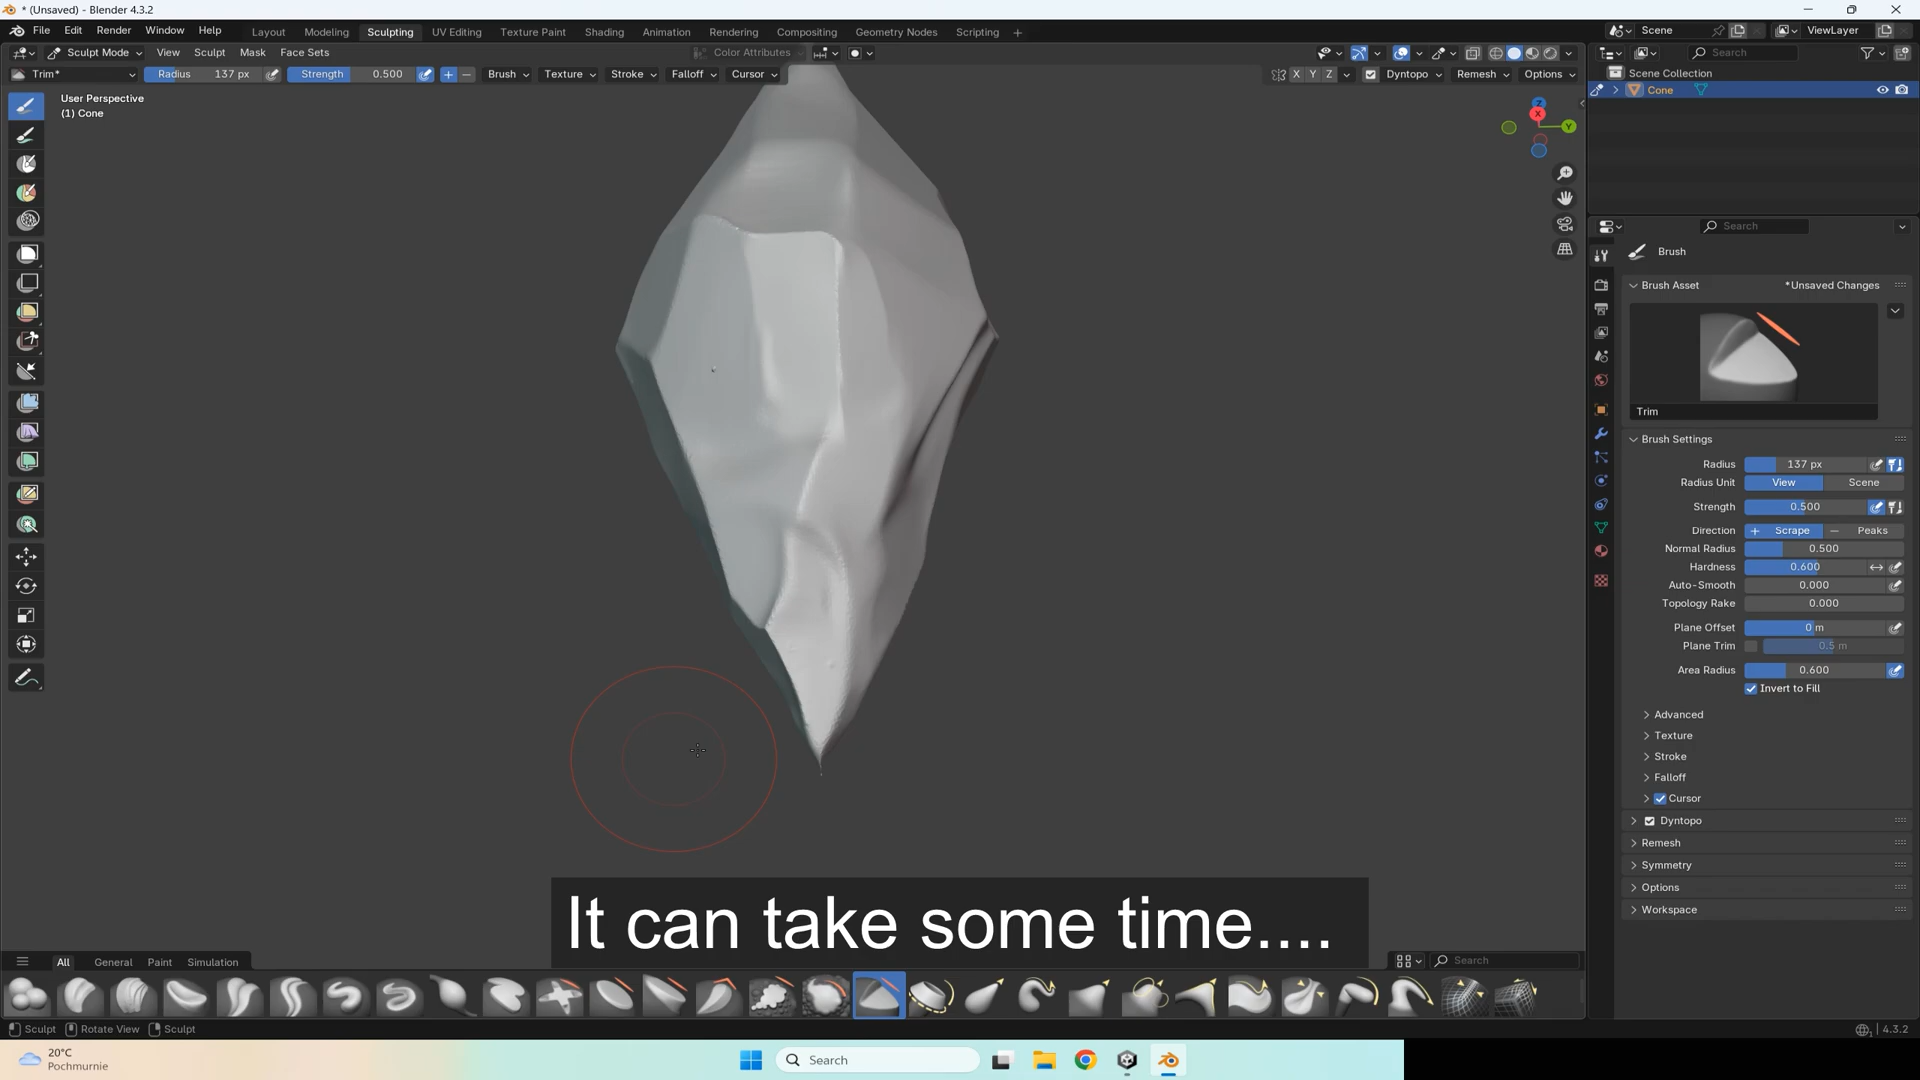 * (Unsaved) - Blender 4.3.2
File Edit Render Window Help
Layout Modeling Sculpting UV Editing Texture Paint Shading Animation Rendering Compositing Geometry Nodes Scripting +
Scene
ViewLayer
Sculpt Mode View Sculpt Mask Face Sets
Color Attributes
Search
Trim*
Radius 137 px
Strength 0.500
Brush Texture Stroke Falloff Cursor
X Y Z
Dyntopo Remesh Options
Scene Collection
Cone
User Perspective
(1) Cone
Z
X
Y
Search
Brush
Brush Asset *Unsaved Changes
Trim
Brush Settings
Radius 137 px
Radius Unit View Scene
Strength 0.500
Direction + Scrape − Peaks
Normal Radius 0.500
Hardness 0.600
Auto-Smooth 0.000
Topology Rake 0.000
Plane Offset 0 m
Plane Trim 0.5 m
Area Radius 0.600
Invert to Fill
Advanced
Texture
Stroke
Falloff
Cursor
Dyntopo
Remesh
Symmetry
Options
Workspace
It can take some time....
All General Paint Simulation
Search
Sculpt Rotate View Sculpt
4.3.2
20°C
Pochmurnie
Search